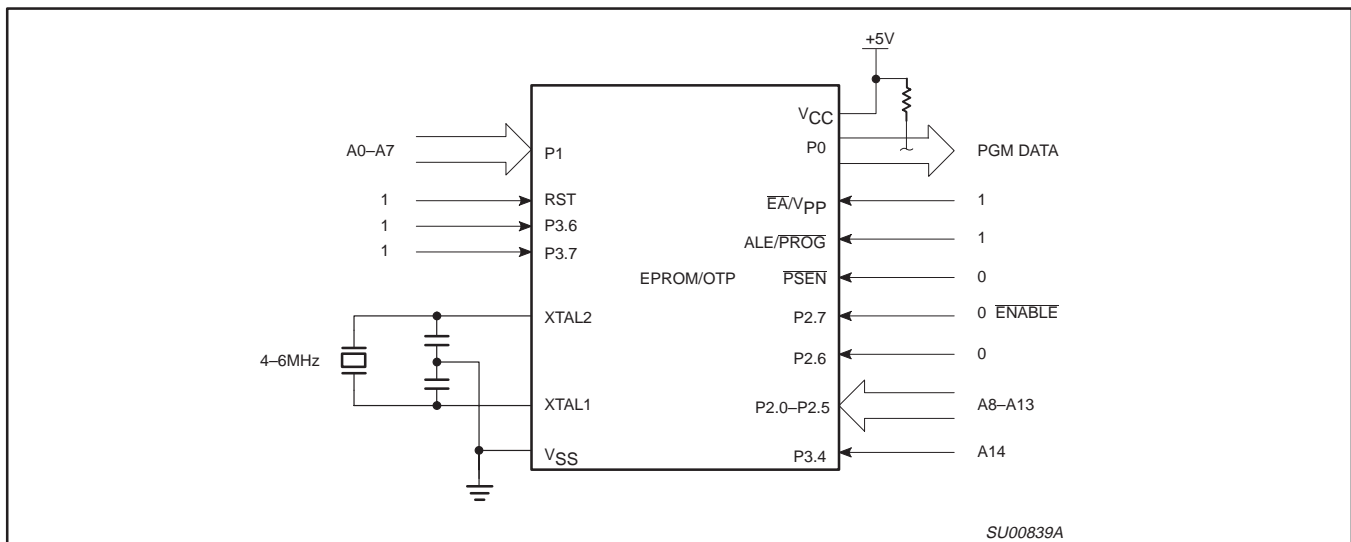 +5V
VCC
A0–A7
P1
P0
PGM DATA
1
RST
EA/VPP
1
1
P3.6
1
P3.7
ALE/PROG
1
EPROM/OTP
PSEN
0
XTAL2
P2.7
0 ENABLE
4–6MHz
P2.6
0
XTAL1
P2.0–P2.5
A8–A13
VSS
P3.4
A14
SU00839A